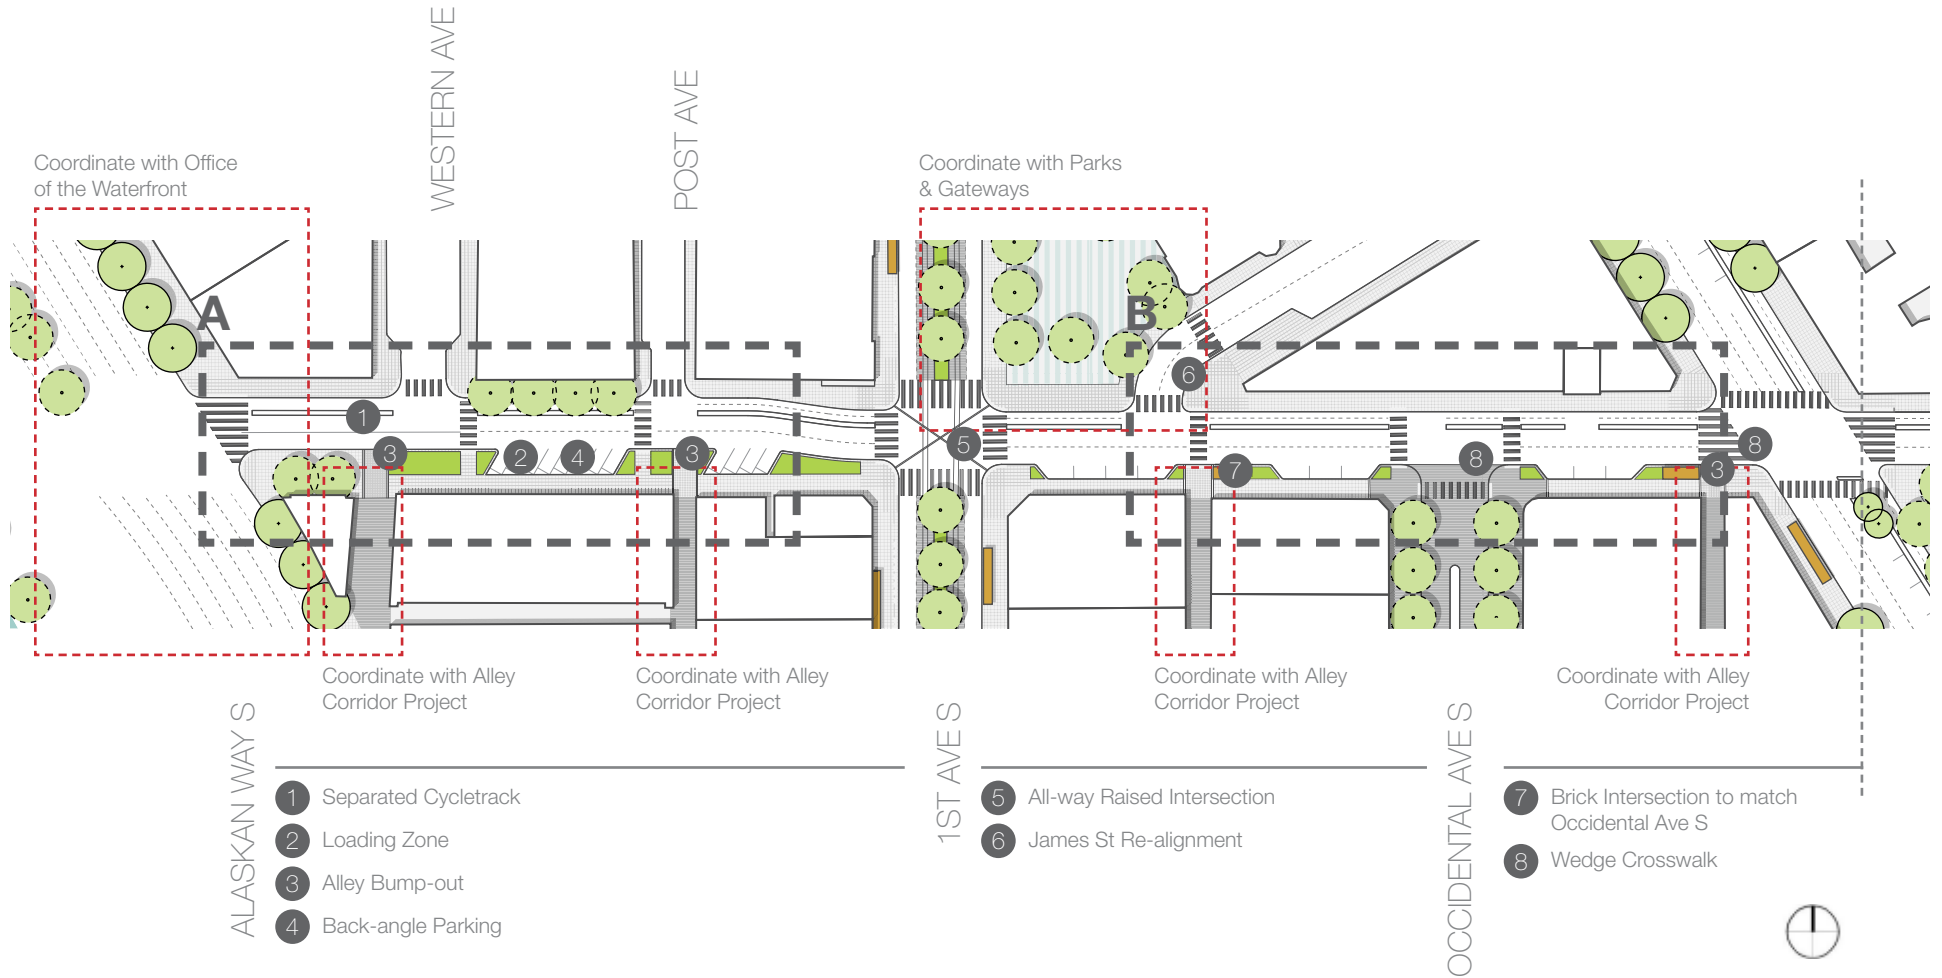 WESTERN AVE
POST AVE
Coordinate with Office
of the Waterfront
Coordinate with Parks
& Gateways
A
B
1
2
3
4
3
5
6
7
8
8
3
Coordinate with Alley
Corridor Project
Coordinate with Alley
Corridor Project
Coordinate with Alley
Corridor Project
Coordinate with Alley
Corridor Project
ALASKAN WAY S
1ST AVE S
OCCIDENTAL AVE S
1 Separated Cycletrack
2 Loading Zone
3 Alley Bump-out
4 Back-angle Parking
5 All-way Raised Intersection
6 James St Re-alignment
7 Brick Intersection to match
Occidental Ave S
8 Wedge Crosswalk